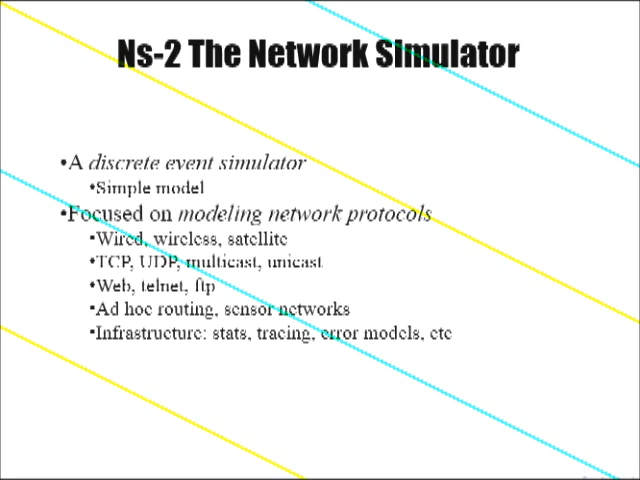 Ns-2 The Network Simulator
•A discrete event simulator
•Simple model
•Focused on modeling network protocols
•Wired, wireless, satellite
•TCP, UDP, multicast, unicast
•Web, telnet, ftp
•Ad hoc routing, sensor networks
•Infrastructure: stats, tracing, error models, etc